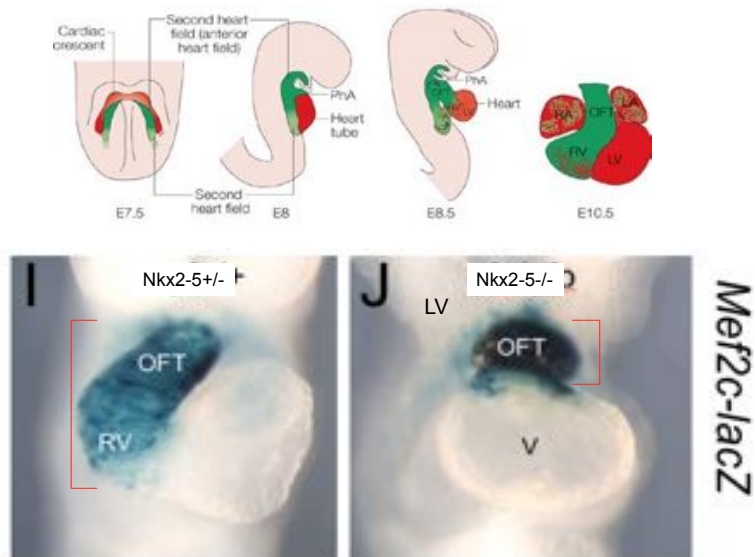 Cardiac
crescent
Second heart
field (anterior
heart field)
PhA
Heart
tube
Second
heart field
E7.5
E8
PhA
OFT
LV
Heart
E8.5
RA
OFT
LA
RV
LV
E10.5
I
Nkx2-5+/-
OFT
RV
J
Nkx2-5-/-
LV
OFT
V
Mef2c-lacZ